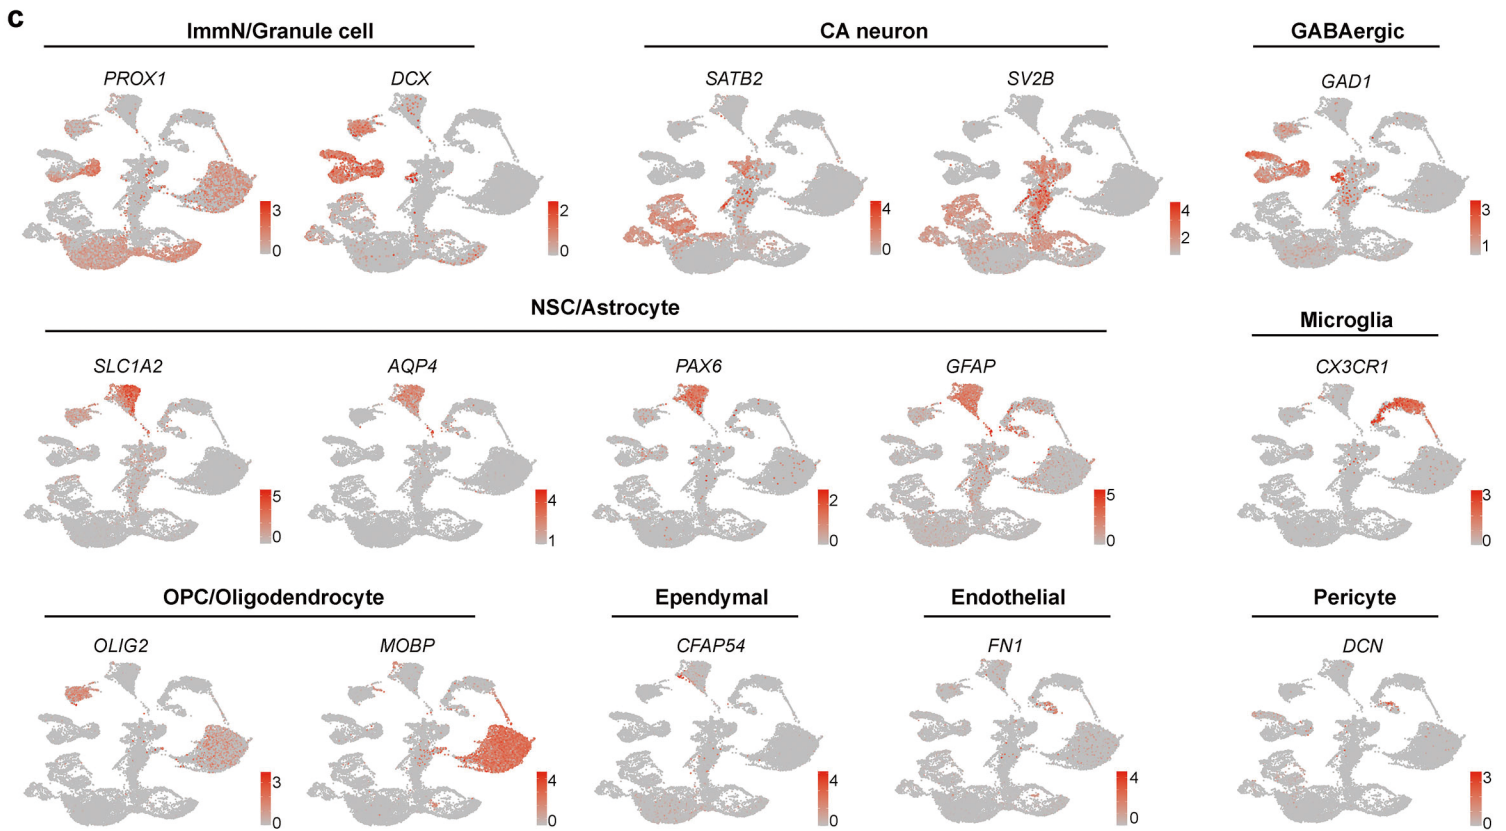 c
ImmN/Granule cell
CA neuron
GABAergic
PROX1
DCX
SATB2
SV2B
GAD1
3
0
2
0
4
0
4
2
3
1
NSC/Astrocyte
Microglia
SLC1A2
AQP4
PAX6
GFAP
CX3CR1
5
0
4
1
2
0
5
0
3
0
OPC/Oligodendrocyte
Ependymal
Endothelial
Pericyte
OLIG2
MOBP
CFAP54
FN1
DCN
3
0
4
0
4
0
4
0
3
0